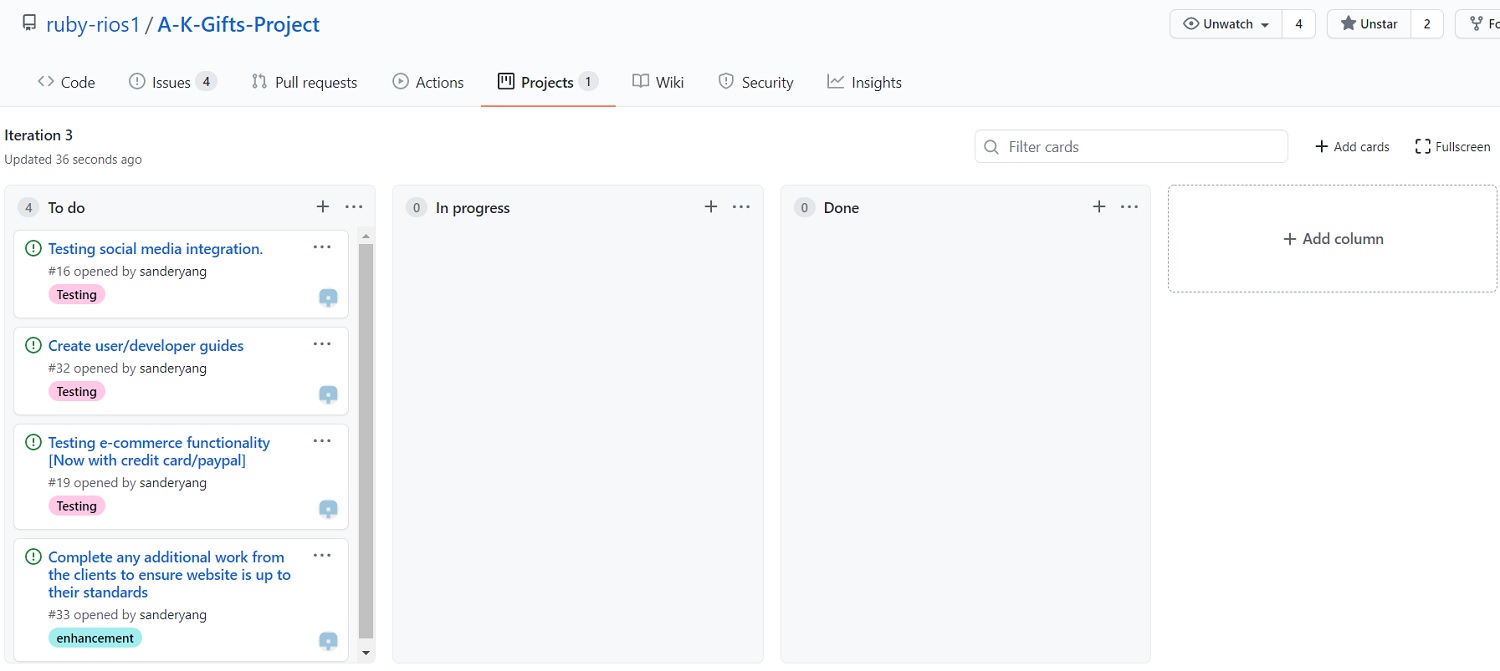 ruby-rios1 / A-K-Gifts-Project
Unwatch 4
Unstar 2
Code
Issues 4
Pull requests
Actions
Projects 1
Wiki
Security
Insights
Iteration 3
Updated 36 seconds ago
Filter cards
Add cards
Fullscreen
4 To do
Testing social media integration.
#16 opened by sanderyang
Testing
Create user/developer guides
#32 opened by sanderyang
Testing
Testing e-commerce functionality
[Now with credit card/paypal]
#19 opened by sanderyang
Testing
Complete any additional work from
the clients to ensure website is up to
their standards
#33 opened by sanderyang
enhancement
0 In progress
0 Done
Add column